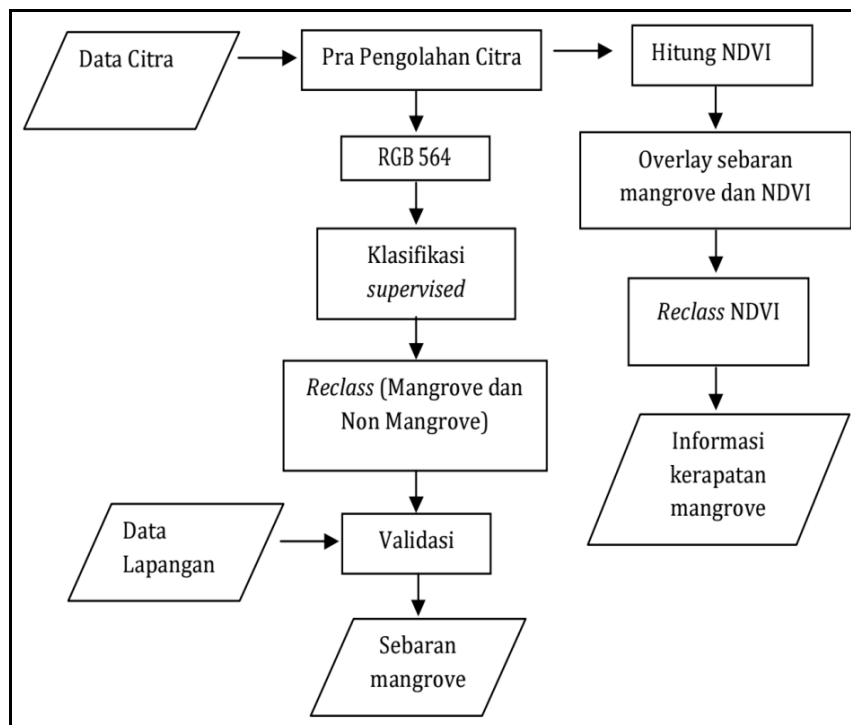 Data Citra
Pra Pengolahan Citra
Hitung NDVI
RGB 564
Overlay sebaran
mangrove dan NDVI
Klasifikasi
supervised
Reclass NDVI
Reclass (Mangrove dan
Non Mangrove)
Informasi
kerapatan
mangrove
Data
Lapangan
Validasi
Sebaran
mangrove